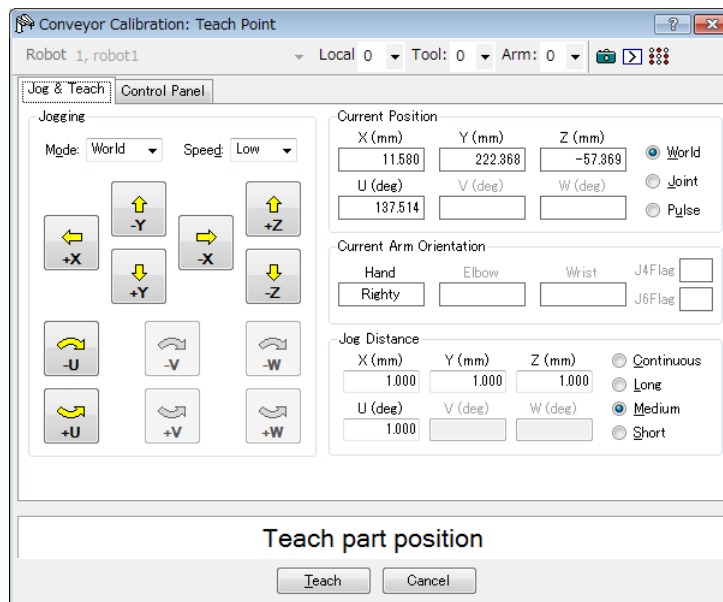 Conveyor Calibration: Teach Point
Robot 1, robot1 Local 0 Tool: 0 Arm: 0
Jog & Teach Control Panel
Jogging
Mode: World Speed: Low
-Y
+Z
+X
-X
+Y
-Z
-U
-V
-W
+U
+V
+W
Current Position
X (mm) Y (mm) Z (mm)
11.580 222.368 -57.369
U (deg) V (deg) W (deg)
137.514
World
Joint
Pulse
Current Arm Orientation
Hand Elbow Wrist J4Flag
Righty J6Flag
Jog Distance
X (mm) Y (mm) Z (mm)
1.000 1.000 1.000
U (deg) V (deg) W (deg)
1.000
Continuous
Long
Medium
Short
Teach part position
Teach Cancel